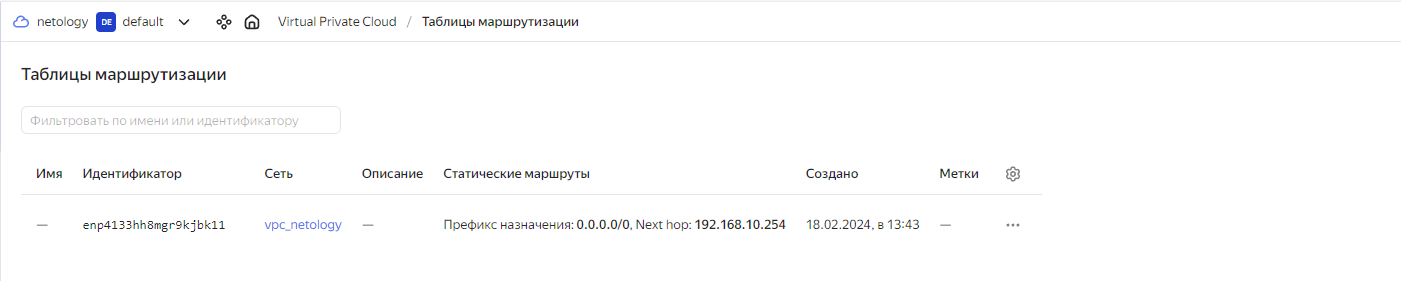 netology DE default Virtual Private Cloud / Таблицы маршрутизации
Таблицы маршрутизации
Фильтровать по имени или идентификатору
Имя Идентификатор Сеть Описание Статические маршруты Создано Метки
— enp4133hh8mgr9kjbk11 vpc_netology — Префикс назначения: 0.0.0.0/0, Next hop: 192.168.10.254 18.02.2024, в 13:43 —